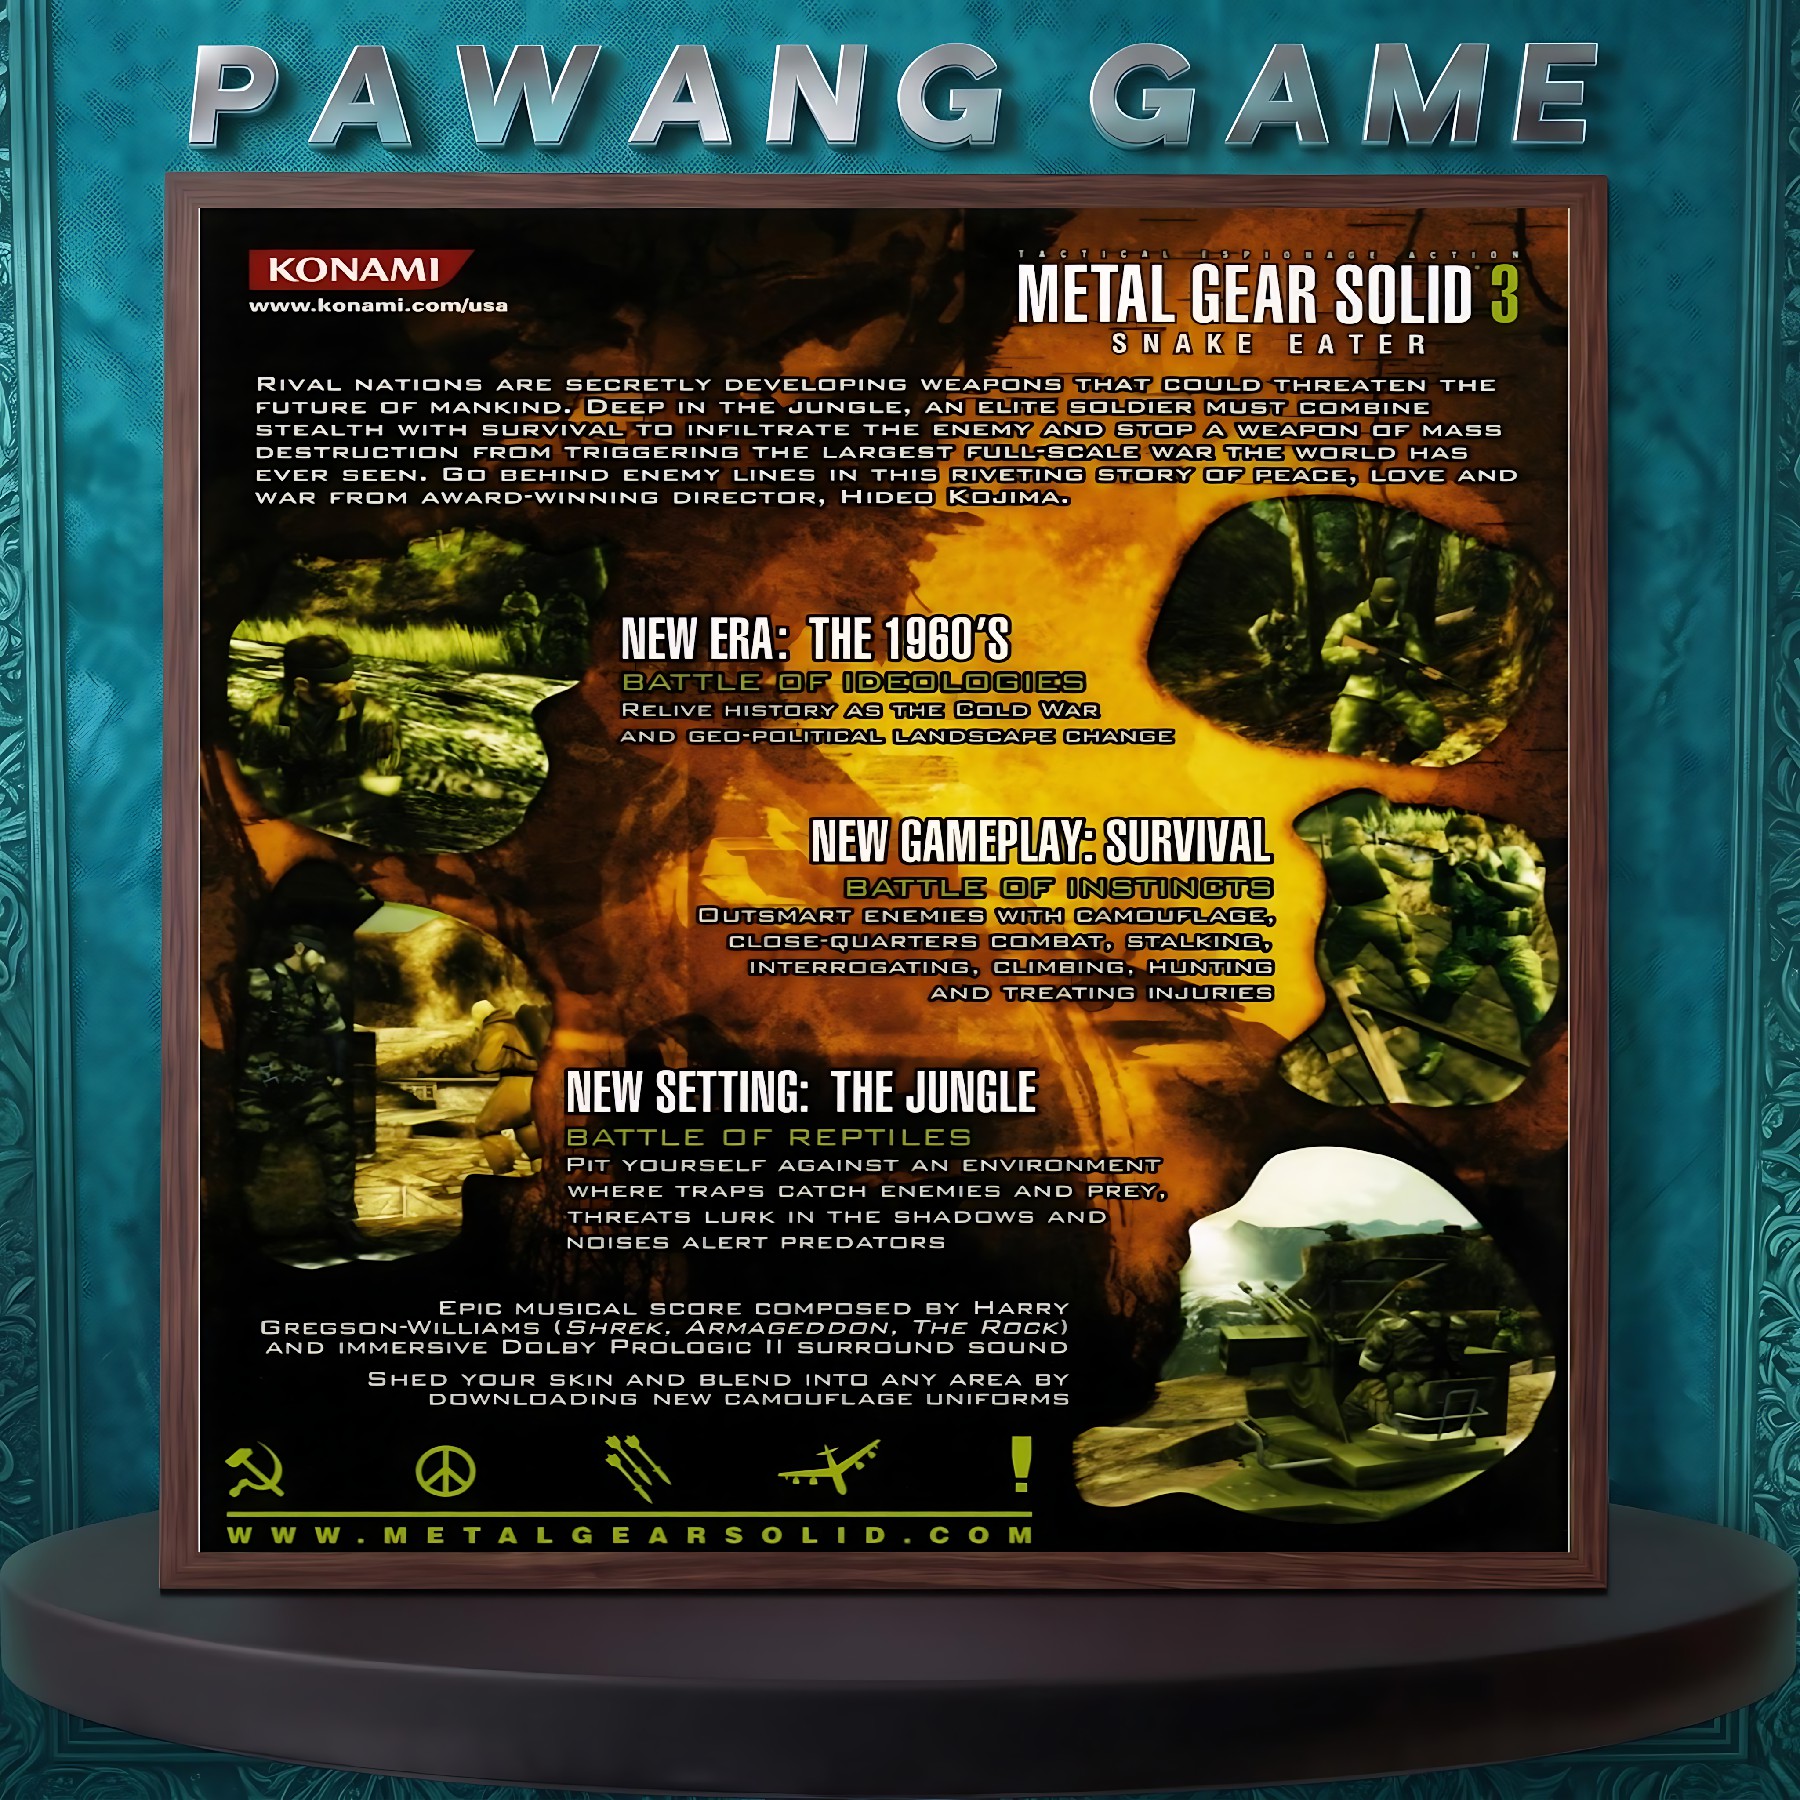 PAWANG GAME
KONAMI
www.konami.com/usa
TACTICAL ESPIONAGE ACTION
METAL GEAR SOLID 3
SNAKE EATER
RIVAL NATIONS ARE SECRETLY DEVELOPING WEAPONS THAT COULD THREATEN THE
FUTURE OF MANKIND. DEEP IN THE JUNGLE, AN ELITE SOLDIER MUST COMBINE
STEALTH WITH SURVIVAL TO INFILTRATE THE ENEMY AND STOP A WEAPON OF MASS
DESTRUCTION FROM TRIGGERING THE LARGEST FULL-SCALE WAR THE WORLD HAS
EVER SEEN. GO BEHIND ENEMY LINES IN THIS RIVETING STORY OF PEACE, LOVE AND
WAR FROM AWARD-WINNING DIRECTOR, HIDEO KOJIMA.
NEW ERA: THE 1960'S
BATTLE OF IDEOLOGIES
RELIVE HISTORY AS THE COLD WAR
AND GEO-POLITICAL LANDSCAPE CHANGE
NEW GAMEPLAY: SURVIVAL
BATTLE OF INSTINCTS
OUTSMART ENEMIES WITH CAMOUFLAGE,
CLOSE-QUARTERS COMBAT, STALKING,
INTERROGATING, CLIMBING, HUNTING
AND TREATING INJURIES
NEW SETTING: THE JUNGLE
BATTLE OF REPTILES
PIT YOURSELF AGAINST AN ENVIRONMENT
WHERE TRAPS CATCH ENEMIES AND PREY,
THREATS LURK IN THE SHADOWS AND
NOISES ALERT PREDATORS
EPIC MUSICAL SCORE COMPOSED BY HARRY
GREGSON-WILLIAMS (SHREK, ARMAGEDDON, THE ROCK)
AND IMMERSIVE DOLBY PROLOGIC II SURROUND SOUND
SHED YOUR SKIN AND BLEND INTO ANY AREA BY
DOWNLOADING NEW CAMOUFLAGE UNIFORMS
!
WWW.METALGEARSOLID.COM